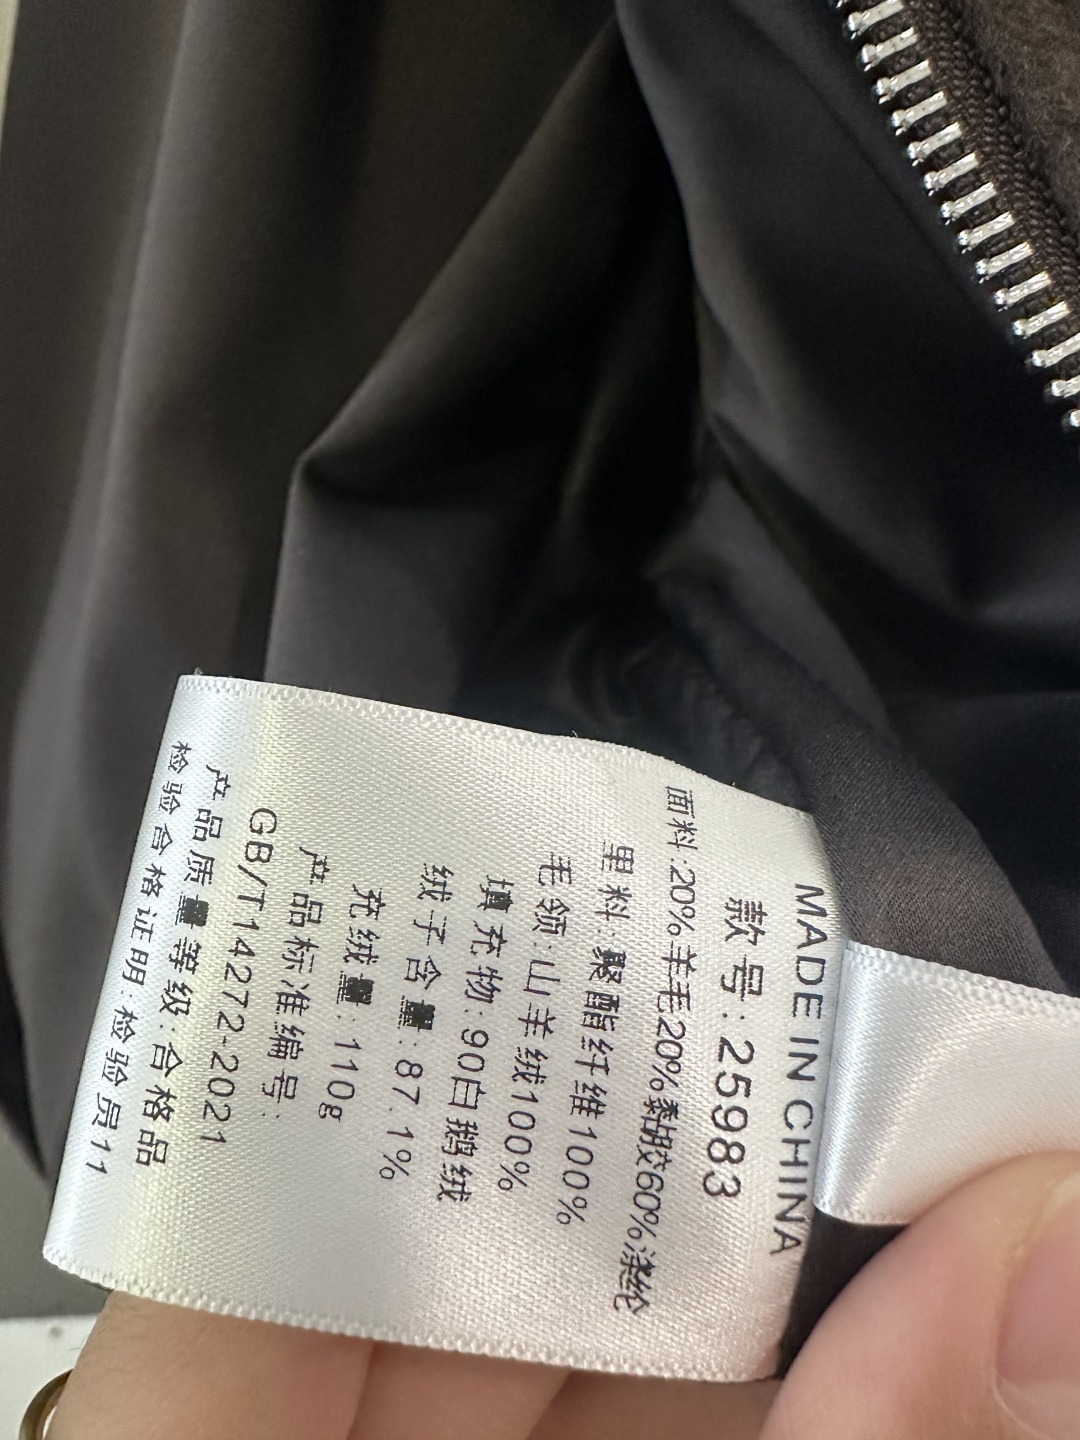 MADE IN CHINA
款号:25983
面料:20%羊毛20%黏胶60%涤纶
里料:聚酯纤维100%
毛领:山羊绒100%
填充物:90白鹅绒
绒子含量:87.1%
充绒量:110g
产品标准编号:
GB/T14272-2021
产品质量等级:合格品
检验合格证明:检验员11